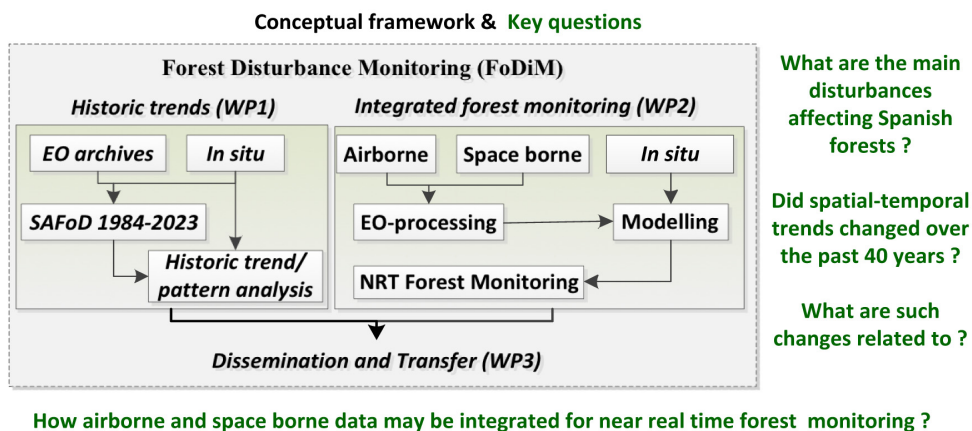 Conceptual framework & Key questions
Forest Disturbance Monitoring (FoDiM)
Historic trends (WP1)
Integrated forest monitoring (WP2)
EO archives
In situ
SAFoD 1984-2023
Historic trend/
pattern analysis
Airborne
Space borne
In situ
EO-processing
Modelling
NRT Forest Monitoring
Dissemination and Transfer (WP3)
What are the main
disturbances
affecting Spanish
forests ?
Did spatial-temporal
trends changed over
the past 40 years ?
What are such
changes related to ?
How airborne and space borne data may be integrated for near real time forest monitoring ?